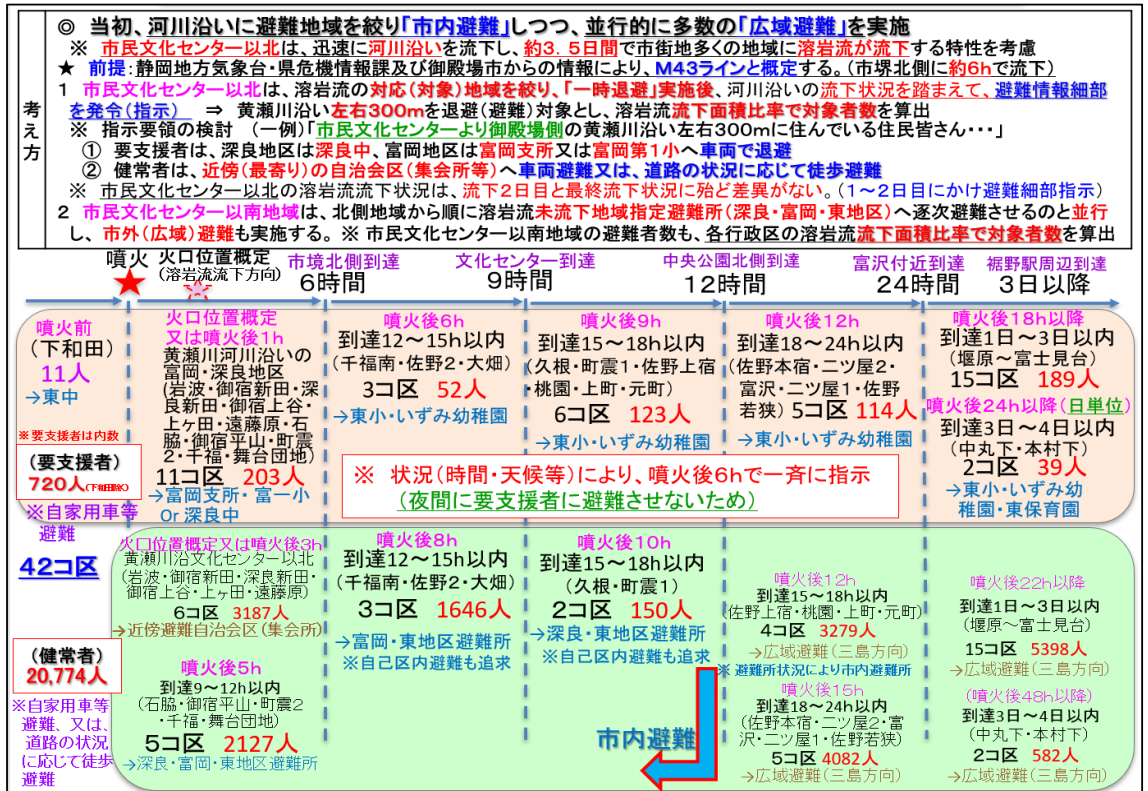 考え方
◎ 当初、河川沿いに避難地域を絞り「市内避難」しつつ、並行的に多数の「広域避難」を実施
※ 市民文化センター以北は、迅速に河川沿いを流下し、約3．5日間で市街地多くの地域に溶岩流が流下する特性を考慮
★ 前提：静岡地方気象台・県危機情報課及び御殿場市からの情報により、M43ラインと概定する。（市堺北側に約6hで流下）
1 市民文化センター以北は、溶岩流の対応（対象）地域を絞り、「一時退避」実施後、河川沿いの流下状況を踏まえて、避難情報細部
を発令（指示） ⇒ 黄瀬川沿い左右300mを退避（避難）対象とし、溶岩流流下面積比率で対象者数を算出
※ 指示要領の検討 （一例）「市民文化センターより御殿場側の黄瀬川沿い左右300mに住んでいる住民皆さん・・・」
① 要支援者は、深良地区は深良中、富岡地区は富岡支所又は富岡第1小へ車両で退避
② 健常者は、近傍（最寄り）の自治会区（集会所等）へ車両避難又は、道路の状況に応じて徒歩避難
※ 市民文化センター以北の溶岩流流下状況は、流下2日目と最終流下状況に殆ど差異がない。（1～2日目にかけ避難細部指示）
2 市民文化センター以南地域は、北側地域から順に溶岩流未流下地域指定避難所（深良・富岡・東地区）へ逐次避難させるのと並行
し、市外（広域）避難も実施する。※ 市民文化センター以南地域の避難者数も、各行政区の溶岩流流下面積比率で対象者数を算出
噴火
火口位置概定
（溶岩流流下方向）
市境北側到達
6時間
文化センター到達
9時間
中央公園北側到達
12時間
富沢付近到達
24時間
裾野駅周辺到達
3日以降
噴火前
（下和田）
11人
→東中
※要支援者は内数
（要支援者）
720人（下和田除く）
※自家用車等
避難
42コ区
火口位置概定
又は噴火後1h
黄瀬川河川沿いの
富岡・深良地区
（岩波・御宿新田・深
良新田・御宿上谷・
上ヶ田・遠藤原・石
脇・御宿平山・町震
2・千福・舞台団地）
11コ区 203人
→富岡支所・富一小
Or 深良中
噴火後6h
到達12～15h以内
（千福南・佐野2・大畑）
3コ区 52人
→東小・いずみ幼稚園
噴火後9h
到達15～18h以内
（久根・町震1・佐野上宿
・桃園・上町・元町）
6コ区 123人
→東小・いずみ幼稚園
噴火後12h
到達18～24h以内
（佐野本宿・二ツ屋2・
富沢・二ツ屋1・佐野
若狭） 5コ区 114人
→東小・いずみ幼稚園
噴火後18h以降
到達1日～3日以内
（堰原～富士見台）
15コ区 189人
噴火後24h以降（日単位）
到達3日～4日以内
（中丸下・本村下）
2コ区 39人
→東小・いずみ幼
稚園・東保育園
※ 状況（時間・天候等）により、噴火後6hで一斉に指示
（夜間に要支援者に避難させないため）
（健常者）
20,774人
※自家用車等
避難、又は、
道路の状況
に応じて徒歩
避難
火口位置概定又は噴火後3h
黄瀬川沿文化センター以北
（岩波・御宿新田・深良新田・
御宿上谷・上ヶ田・遠藤原）
6コ区 3187人
→近傍避難自治会区（集会所）
噴火後5h
到達9～12h以内
（石脇・御宿平山・町震2
・千福・舞台団地）
5コ区 2127人
→深良・富岡・東地区避難所
噴火後8h
到達12～15h以内
（千福南・佐野2・大畑）
3コ区 1646人
→富岡・東地区避難所
※自己区内避難も追求
噴火後10h
到達15～18h以内
（久根・町震1）
2コ区 150人
→深良・東地区避難所
※自己区内避難も追求
市内避難
噴火後12h
到達15～18h以内
（佐野上宿・桃園・上町・元町）
4コ区 3279人
→広域避難（三島方向）
※避難所状況により市内避難所
噴火後15h
到達18～24h以内
（佐野本宿・二ツ屋2・富
沢・二ツ屋1・佐野若狭）
5コ区 4082人
→広域避難（三島方向）
噴火後22h以降
到達1日～3日以内
（堰原～富士見台）
15コ区 5398人
→広域避難（三島方向）
（噴火後48h以降）
到達3日～4日以内
（中丸下・本村下）
2コ区 582人
→広域避難（三島方向）